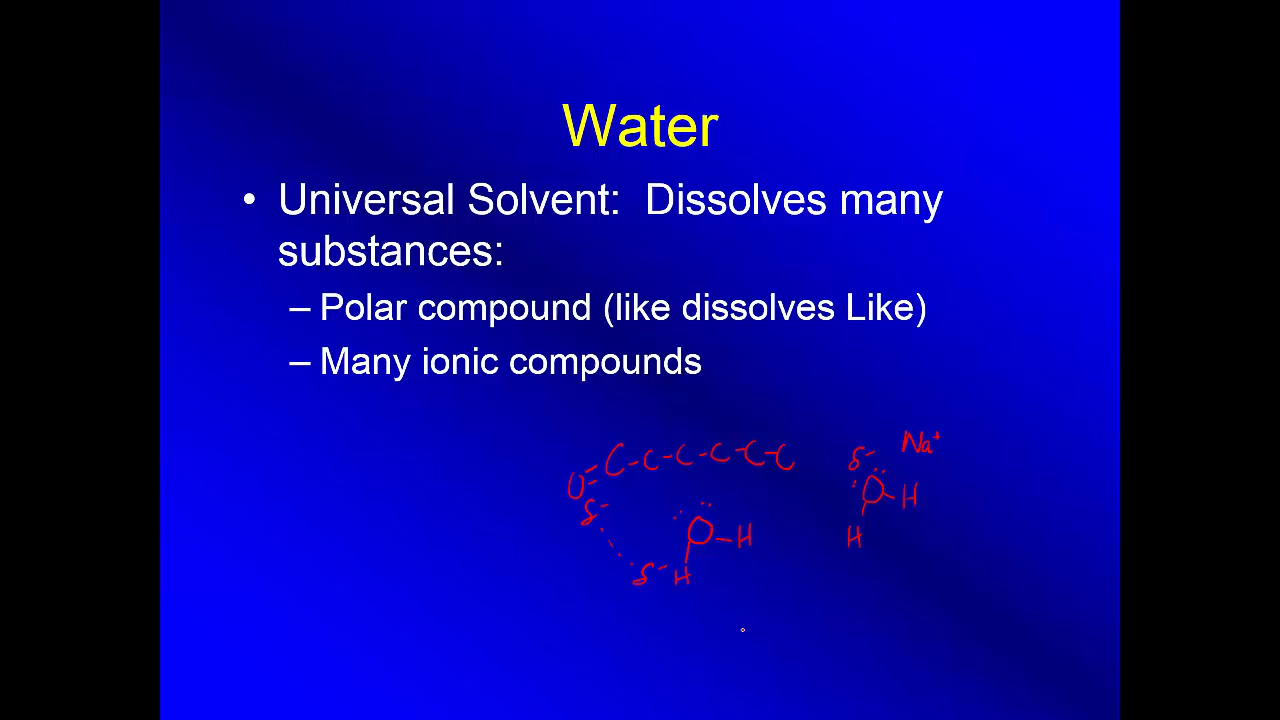 Water
• Universal Solvent: Dissolves many
substances:
– Polar compound (like dissolves Like)
– Many ionic compounds
C-C-C-C-C-C
O
δ-
O-H
δ- H
Na+
δ-
O-H
H